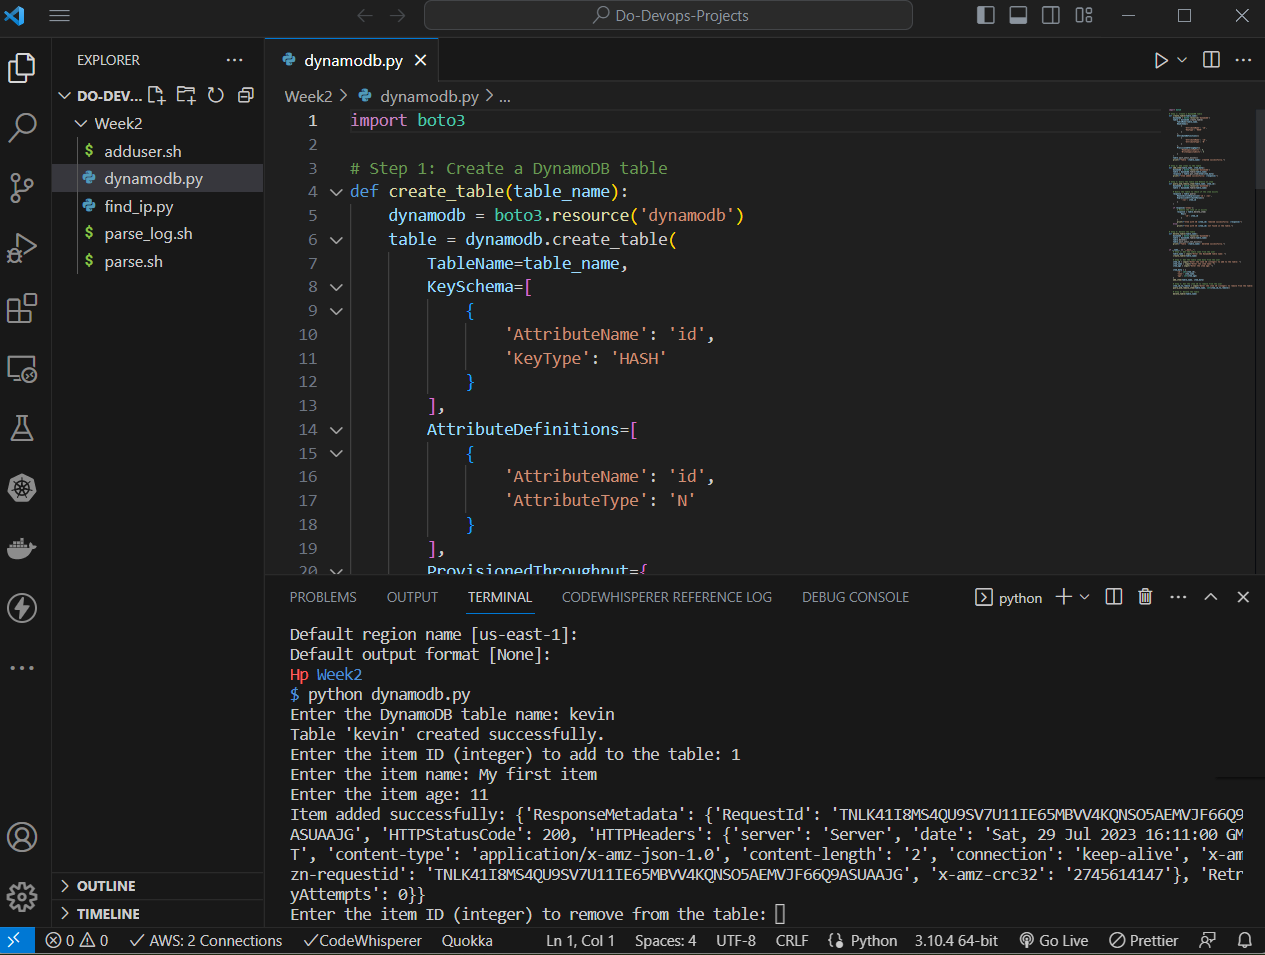 Do-Devops-Projects
EXPLORER
DO-DEV...
Week2
adduser.sh
dynamodb.py
find_ip.py
parse_log.sh
parse.sh
OUTLINE
TIMELINE
dynamodb.py
Week2 > dynamodb.py > ...
1 import boto3
2
3 # Step 1: Create a DynamoDB table
4 def create_table(table_name):
5 dynamodb = boto3.resource('dynamodb')
6 table = dynamodb.create_table(
7 TableName=table_name,
8 KeySchema=[
9 {
10 'AttributeName': 'id',
11 'KeyType': 'HASH'
12 }
13 ],
14 AttributeDefinitions=[
15 {
16 'AttributeName': 'id',
17 'AttributeType': 'N'
18 }
19 ],
20 ProvisionedThroughput={
PROBLEMS OUTPUT TERMINAL CODEWHISPERER REFERENCE LOG DEBUG CONSOLE python
Default region name [us-east-1]:
Default output format [None]:
Hp Week2
$ python dynamodb.py
Enter the DynamoDB table name: kevin
Table 'kevin' created successfully.
Enter the item ID (integer) to add to the table: 1
Enter the item name: My first item
Enter the item age: 11
Item added successfully: {'ResponseMetadata': {'RequestId': 'TNLK41I8MS4QU9SV7U11IE65MBVV4KQNSO5AEMVJF66Q9
ASUAAJG', 'HTTPStatusCode': 200, 'HTTPHeaders': {'server': 'Server', 'date': 'Sat, 29 Jul 2023 16:11:00 GM
T', 'content-type': 'application/x-amz-json-1.0', 'content-length': '2', 'connection': 'keep-alive', 'x-am
zn-requestid': 'TNLK41I8MS4QU9SV7U11IE65MBVV4KQNSO5AEMVJF66Q9ASUAAJG', 'x-amz-crc32': '2745614147'}, 'Retr
yAttempts': 0}}
Enter the item ID (integer) to remove from the table:
0 0 AWS: 2 Connections CodeWhisperer Quokka Ln 1, Col 1 Spaces: 4 UTF-8 CRLF Python 3.10.4 64-bit Go Live Prettier